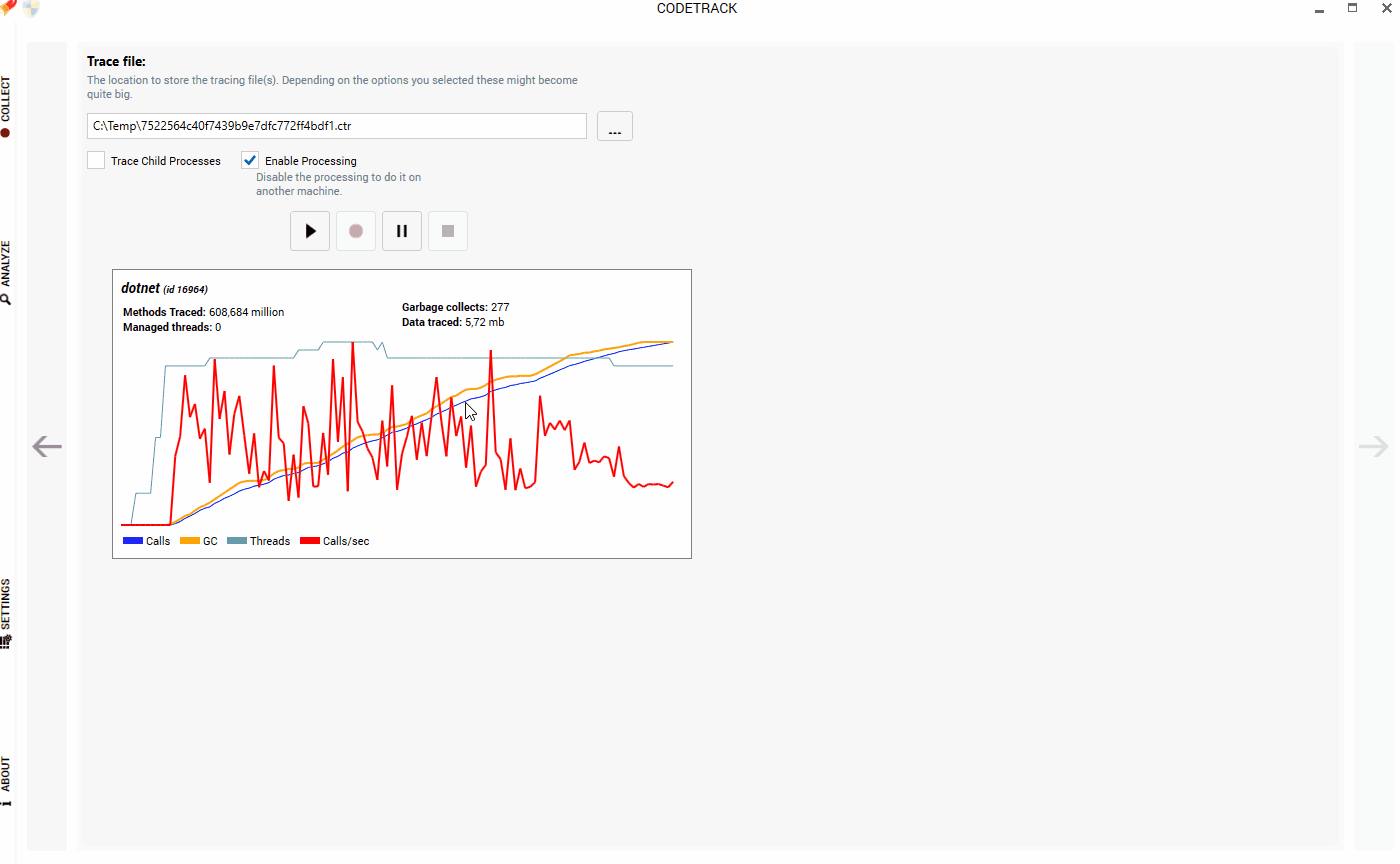 CODETRACK
COLLECT
ANALYZE
SETTINGS
ABOUT
Trace file:
The location to store the tracing file(s). Depending on the options you selected these might become
quite big.
C:\Temp\7522564c40f7439b9e7dfc772ff4bdf1.ctr
...
Trace Child Processes
Enable Processing
Disable the processing to do it on
another machine.
dotnet (id 16964)
Methods Traced: 608,684 million
Managed threads: 0
Garbage collects: 277
Data traced: 5,72 mb
Calls
GC
Threads
Calls/sec